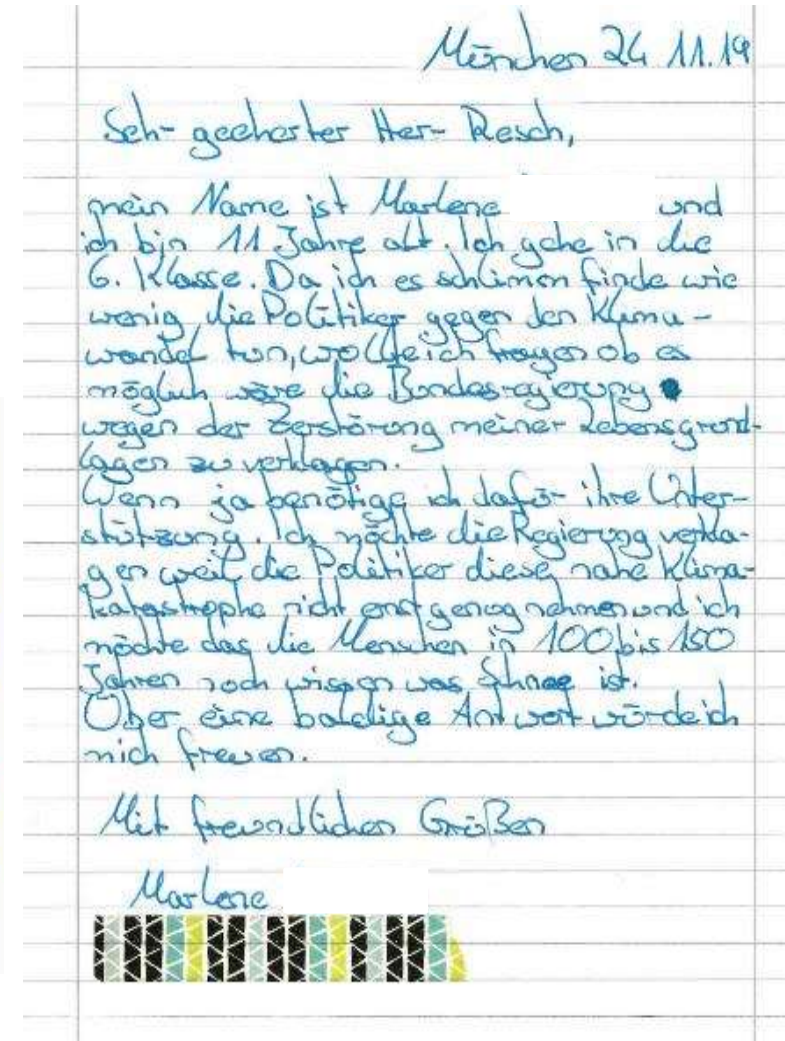 München 24 11.19
Sehr geeherter Herr Resch,
mein Name ist Marlene und
ich bin 11 Jahre alt. Ich gehe in die
6. Klasse. Da ich es schlimm finde wie
wenig die Politiker gegen den Klima-
wandel tun, wollte ich fragen ob es
möglich wäre die Bundesregierung
wegen der Zerstörung meiner Lebensgrund-
lagen zu verklagen.
Wenn ja benötige ich dafür ihre Unter-
stützung. Ich möchte die Regierung verkla-
gen weil die Politiker diese nahe Klima-
katastrophe nicht ernst genug nehmen und ich
möchte das die Menschen in 100 bis 150
Jahren noch wissen was Schnee ist.
Über eine baldige Antwort würde ich
mich freuen.
Mit freundlichen Grüßen
Marlene